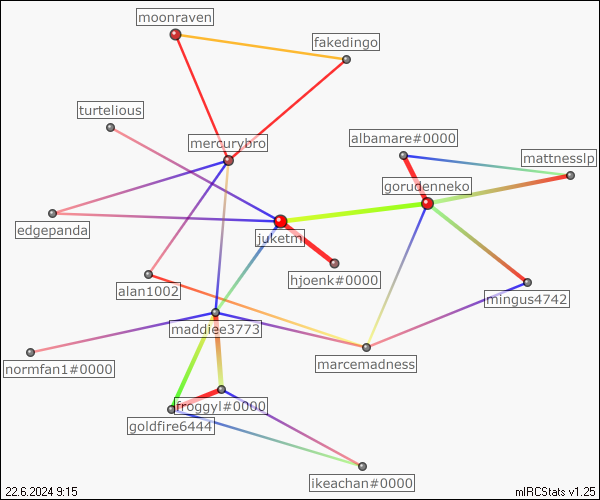 moonraven
fakedingo
turtelious
mercurybro
albamare#0000
mattnesslp
gorudenneko
edgepanda
juketml
hjoenk#0000
alan1002
mingus4742
maddiee3773
marcemadness
normfan1#0000
froggyl#0000
goldfire6444
ikeachan#0000
22.6.2024 9:15
mIRCStats v1.25